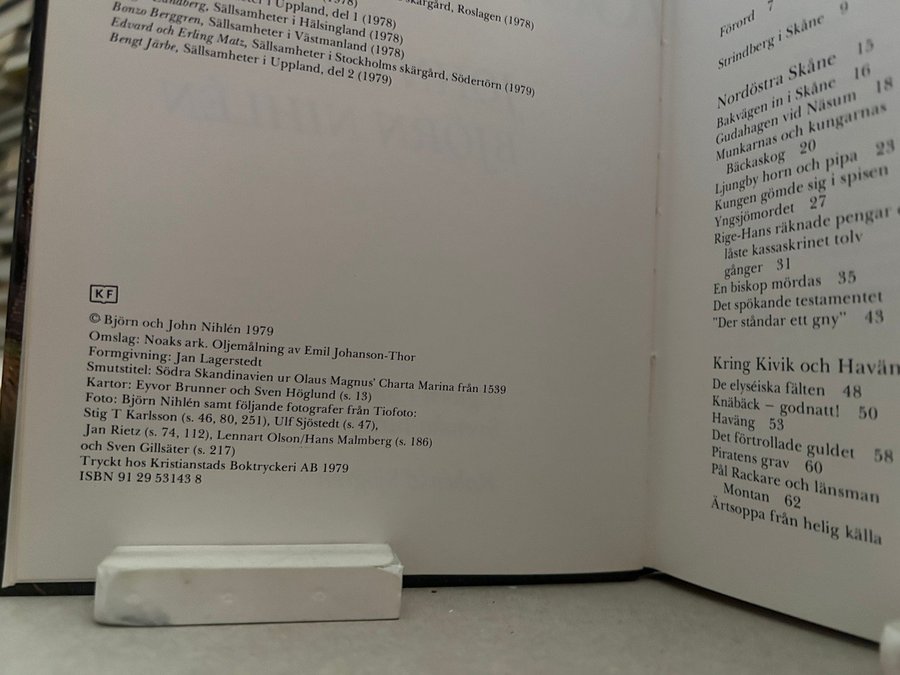 Uppland, del 1 (1978)
skärgård, Roslagen (1978)
Bonzo Berggren, Sällsamheter i Hälsingland (1978)
Sällsamheter i Västmanland (1978)
Edvard och Erling Matz, Sällsamheter i Stockholms skärgård, Södertörn (1979)
Bengt Järbe, Sällsamheter i Uppland, del 2 (1979)
KF
© Björn och John Nihlén 1979
Omslag: Noaks ark. Oljemålning av Emil Johanson-Thor
Formgivning: Jan Lagerstedt
Smutstitel: Södra Skandinavien ur Olaus Magnus' Charta Marina från 1539
Kartor: Eyvor Brunner och Sven Höglund (s. 13)
Foto: Björn Nihlén samt följande fotografer från Tiofoto:
Stig T Karlsson (s. 46, 80, 251), Ulf Sjöstedt (s. 47),
Jan Rietz (s. 74, 112), Lennart Olson/Hans Malmberg (s. 186)
och Sven Gillsäter (s. 217)
Tryckt hos Kristianstads Boktryckeri AB 1979
ISBN 91 29 53143 8
Förord 7
Strindberg i Skåne 9
Nordöstra Skåne 15
Bakvägen in i Skåne 16
Gudahagen vid Näsum 18
Munkarnas och kungarnas
Bäckaskog 20
Ljungby horn och pipa 23
Kungen gömde sig i spisen
Yngsjömordet 27
Rige-Hans räknade pengar
låste kassaskrinet tolv
gånger 31
En biskop mördas 35
Det spökande testamentet
"Der ståndar ett gny" 43
Kring Kivik och Havän
De elyséiska fälten 48
Knäbäck – godnatt! 50
Haväng 53
Det förtrollade guldet 58
Piratens grav 60
Pål Rackare och länsman
Montan 62
Ärtsoppa från helig källa